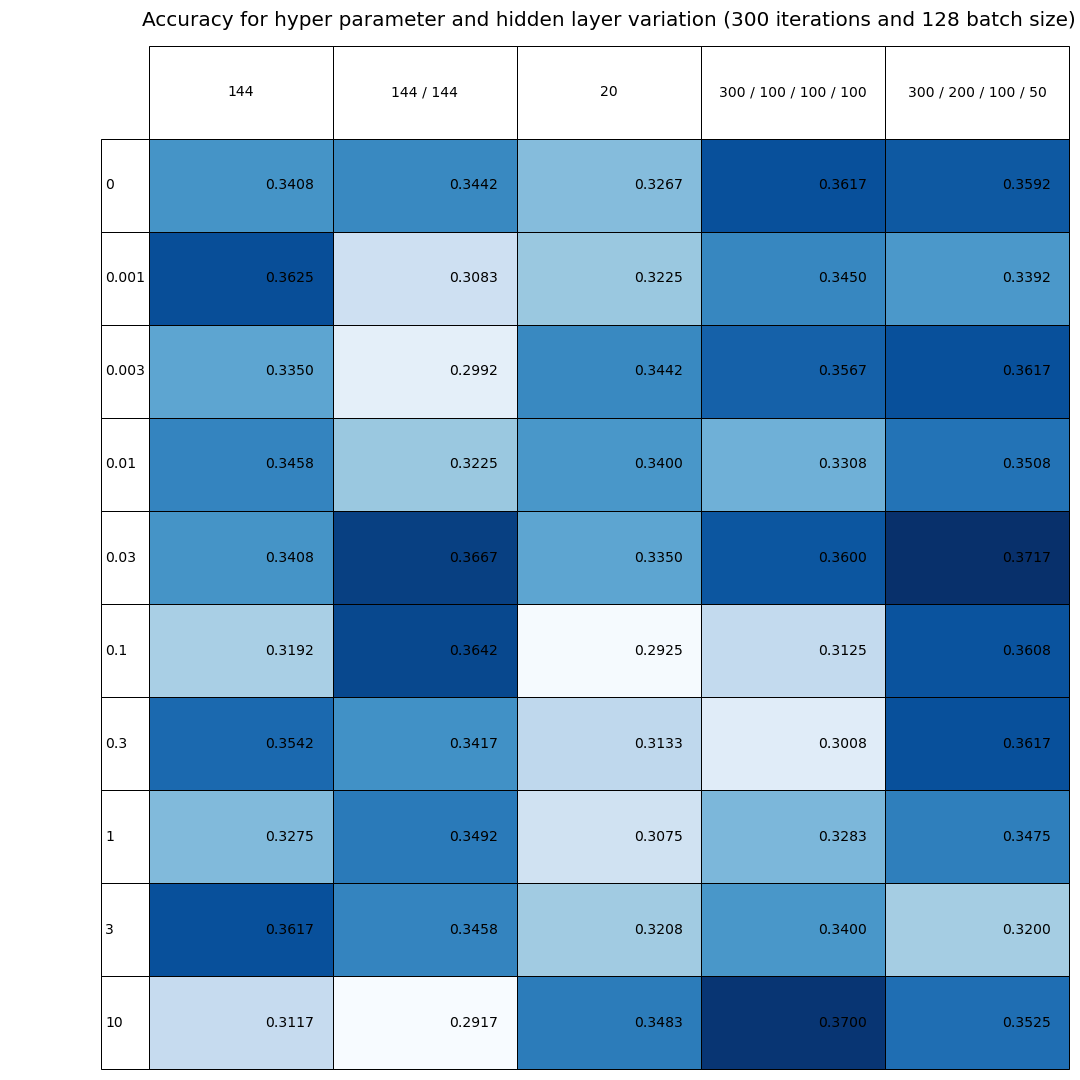 Accuracy for hyper parameter and hidden layer variation (300 iterations and 128 batch size)
144 144 / 144 20 300 / 100 / 100 / 100 300 / 200 / 100 / 50
0 0.3408 0.3442 0.3267 0.3617 0.3592
0.001 0.3625 0.3083 0.3225 0.3450 0.3392
0.003 0.3350 0.2992 0.3442 0.3567 0.3617
0.01 0.3458 0.3225 0.3400 0.3308 0.3508
0.03 0.3408 0.3667 0.3350 0.3600 0.3717
0.1 0.3192 0.3642 0.2925 0.3125 0.3608
0.3 0.3542 0.3417 0.3133 0.3008 0.3617
1 0.3275 0.3492 0.3075 0.3283 0.3475
3 0.3617 0.3458 0.3208 0.3400 0.3200
10 0.3117 0.2917 0.3483 0.3700 0.3525